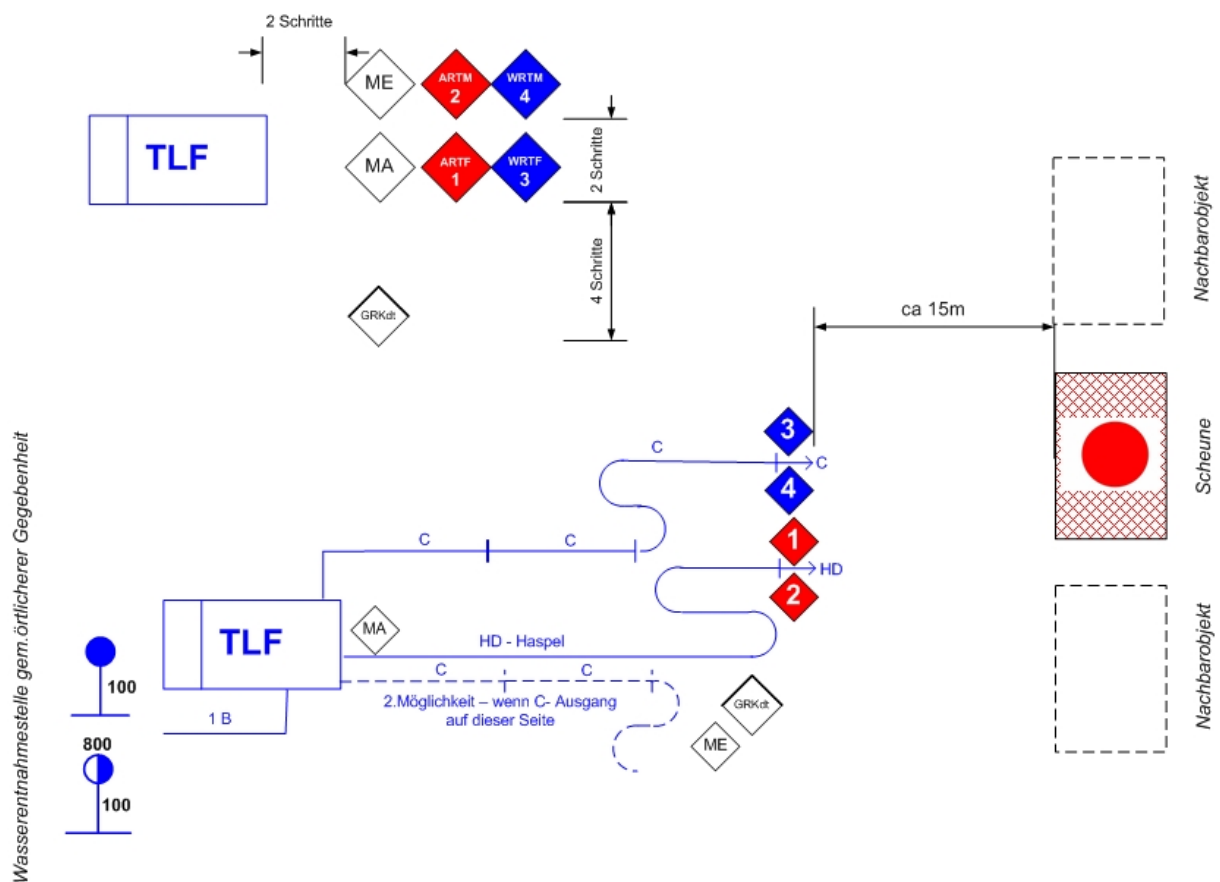 2 Schritte
ME
ARTM
2
WRTM
4
TLF
MA
ARTF
1
WRTF
3
2 Schritte
4 Schritte
GRKdt
ca 15m
Nachbarobjekt
Scheune
Nachbarobjekt
3
C
C
4
C
C
1
HD
2
TLF
MA
HD - Haspel
C
C
2.Möglichkeit – wenn C- Ausgang
auf dieser Seite
GRKdt
ME
1 B
100
800
100
Wasserentnahmestelle gem.örtlicherer Gegebenheit